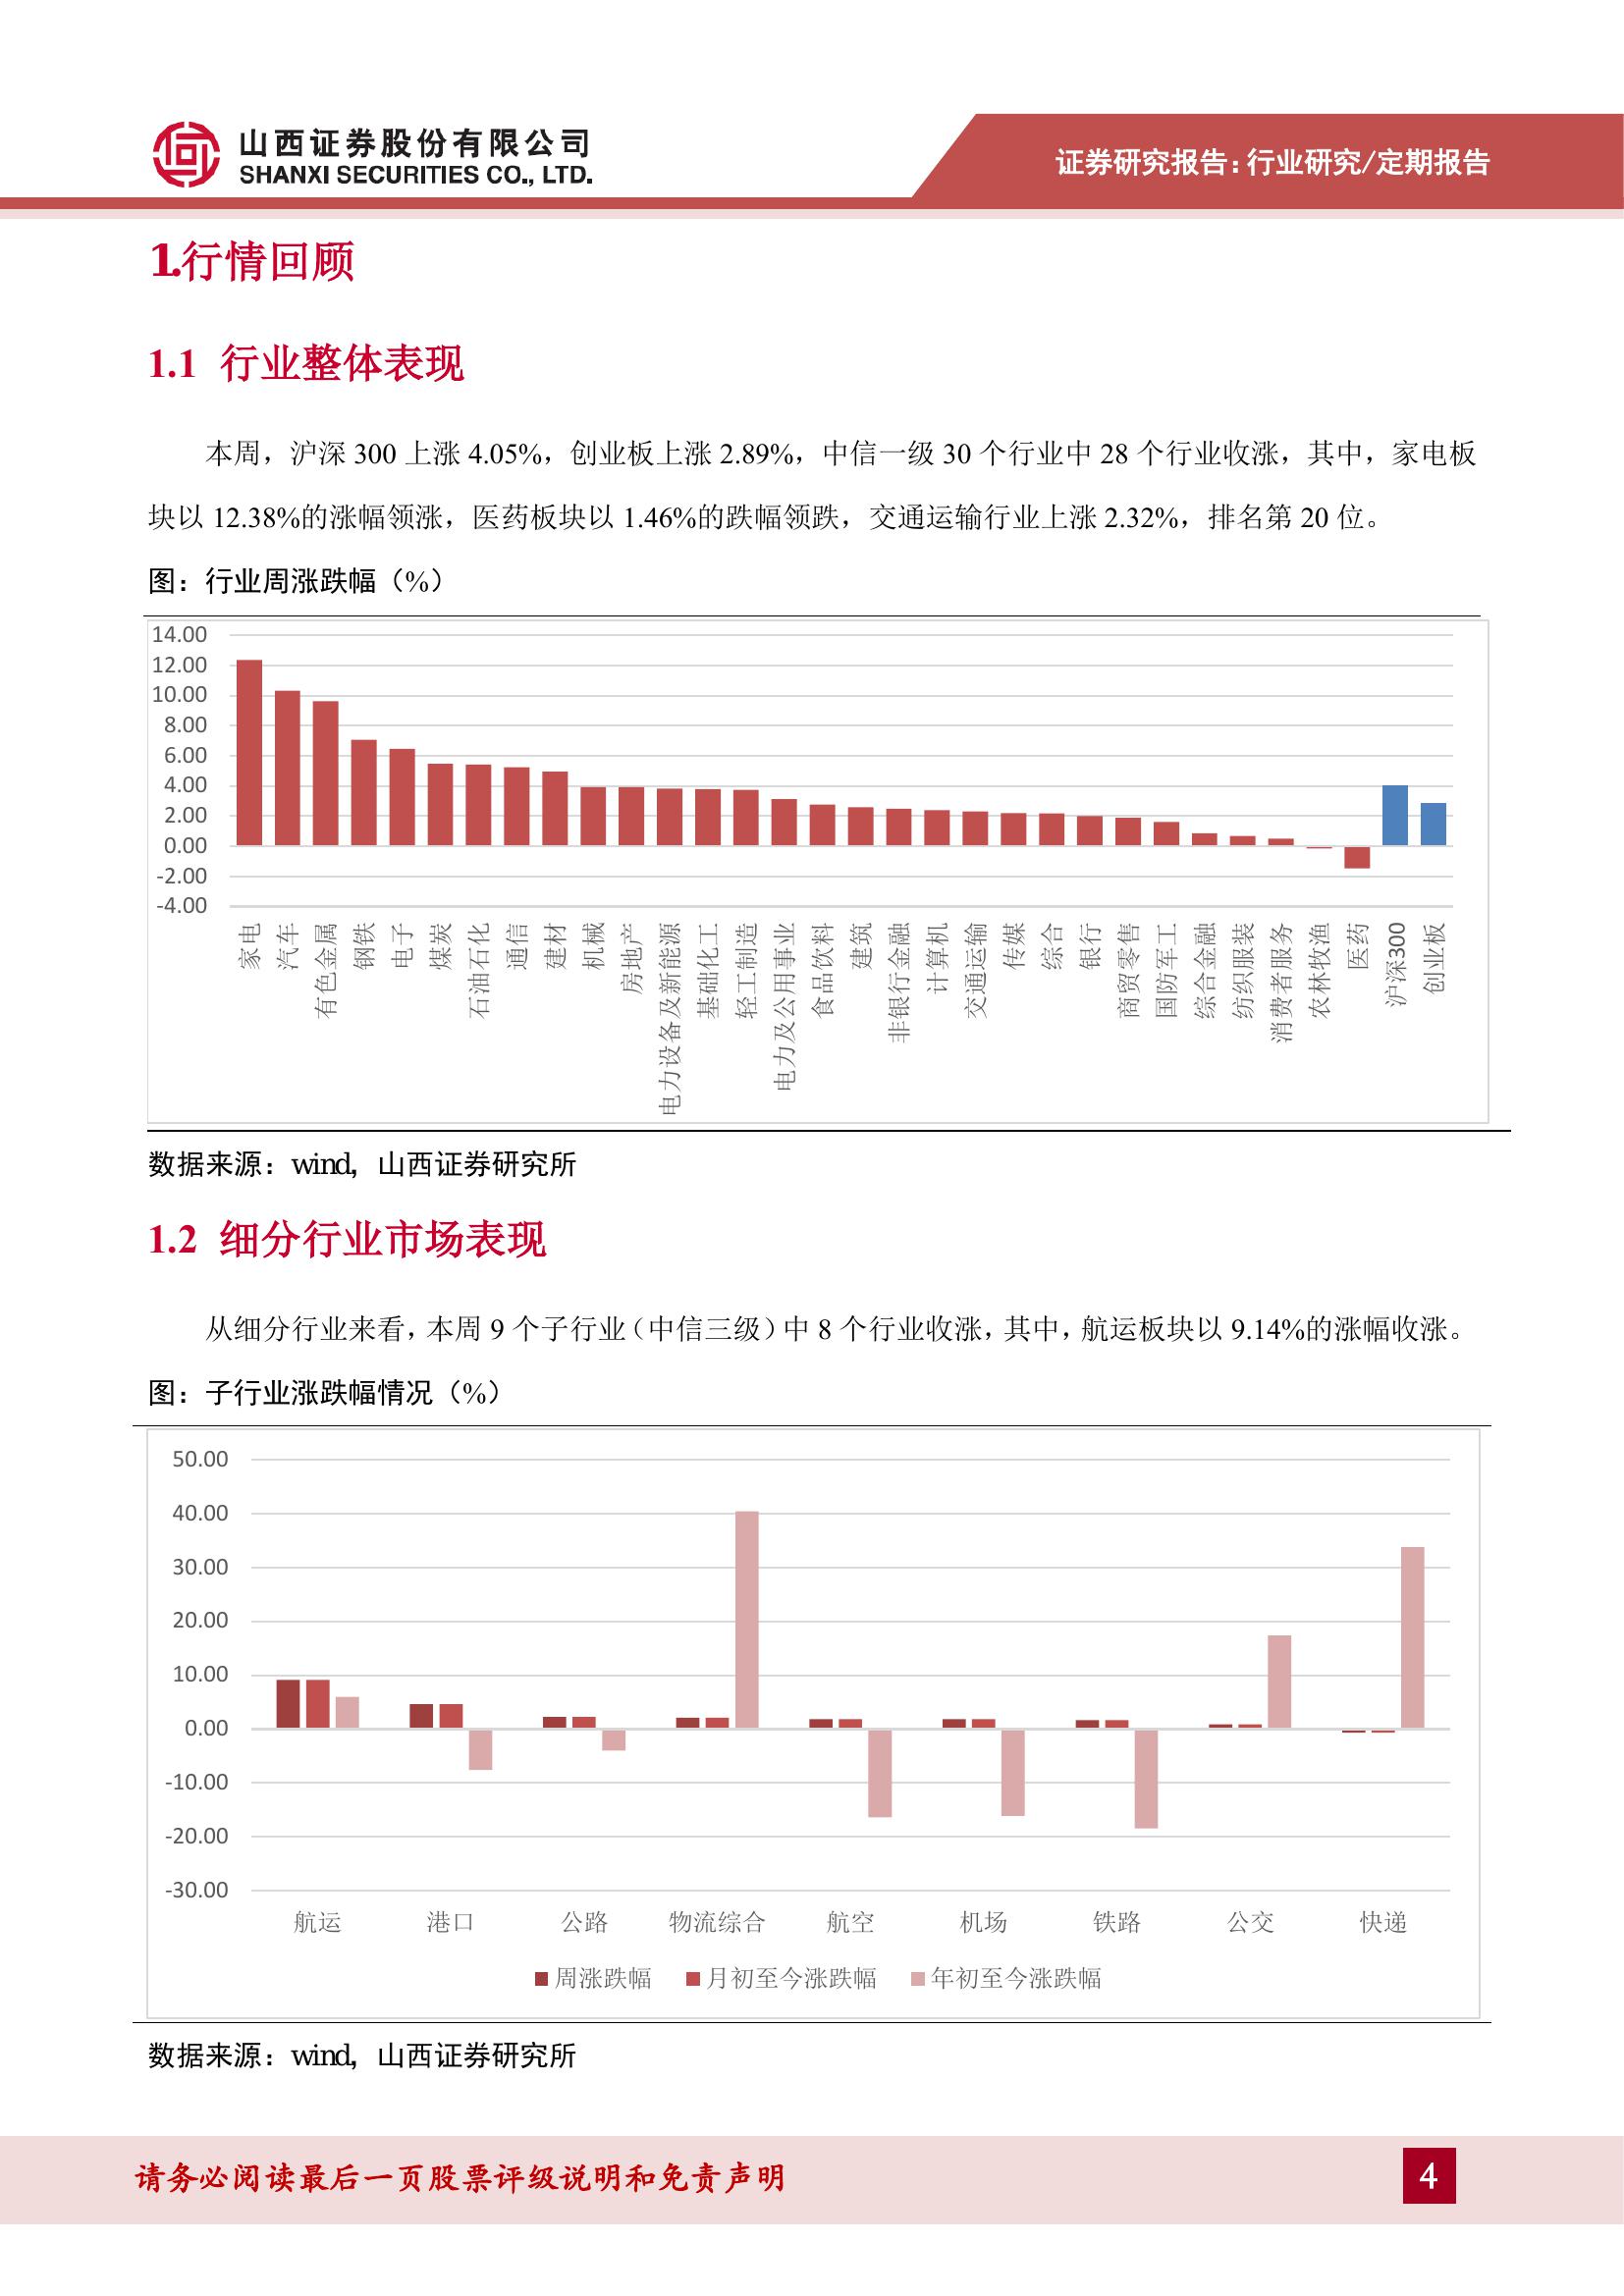 山西证券股份有限公司
SHANXI SECURITIES CO., LTD.
证券研究报告：行业研究/定期报告
1.行情回顾
1.1 行业整体表现
本周，沪深 300 上涨 4.05%，创业板上涨 2.89%，中信一级 30 个行业中 28 个行业收涨，其中，家电板
块以 12.38%的涨幅领涨，医药板块以 1.46%的跌幅领跌，交通运输行业上涨 2.32%，排名第 20 位。
图：行业周涨跌幅（%）
14.00
12.00
10.00
8.00
6.00
4.00
2.00
0.00
-2.00
-4.00
家电
汽车
有色金属
钢铁
电子
煤炭
石油石化
通信
建材
机械
房地产
电力设备及新能源
基础化工
轻工制造
电力及公用事业
食品饮料
建筑
非银行金融
计算机
交通运输
传媒
综合
银行
商贸零售
国防军工
综合金融
纺织服装
消费者服务
农林牧渔
医药
沪深300
创业板
数据来源：wind，山西证券研究所
1.2 细分行业市场表现
从细分行业来看，本周 9 个子行业（中信三级）中 8 个行业收涨，其中，航运板块以 9.14%的涨幅收涨。
图：子行业涨跌幅情况（%）
50.00
40.00
30.00
20.00
10.00
0.00
-10.00
-20.00
-30.00
航运 港口 公路 物流综合 航空 机场 铁路 公交 快递
周涨跌幅 月初至今涨跌幅 年初至今涨跌幅
数据来源：wind，山西证券研究所
请务必阅读最后一页股票评级说明和免责声明
4